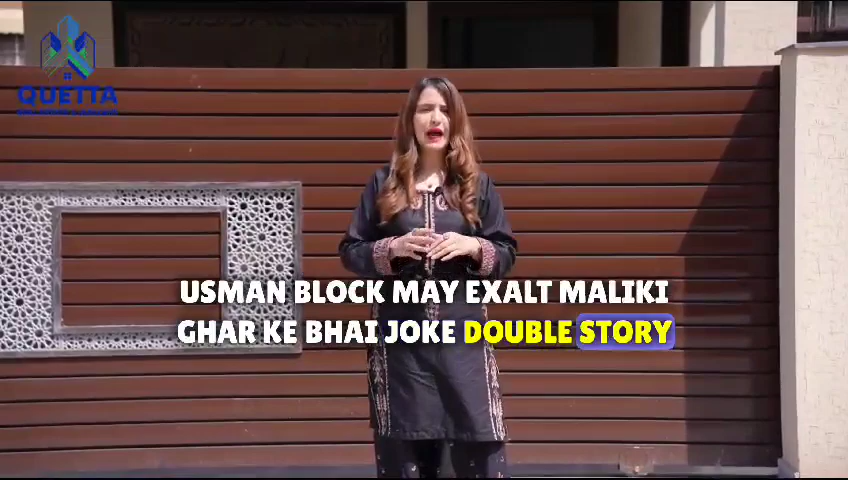 QUETTA
USMAN BLOCK MAY EXALT MALIKI
GHAR KE BHAI JOKE DOUBLE STORY